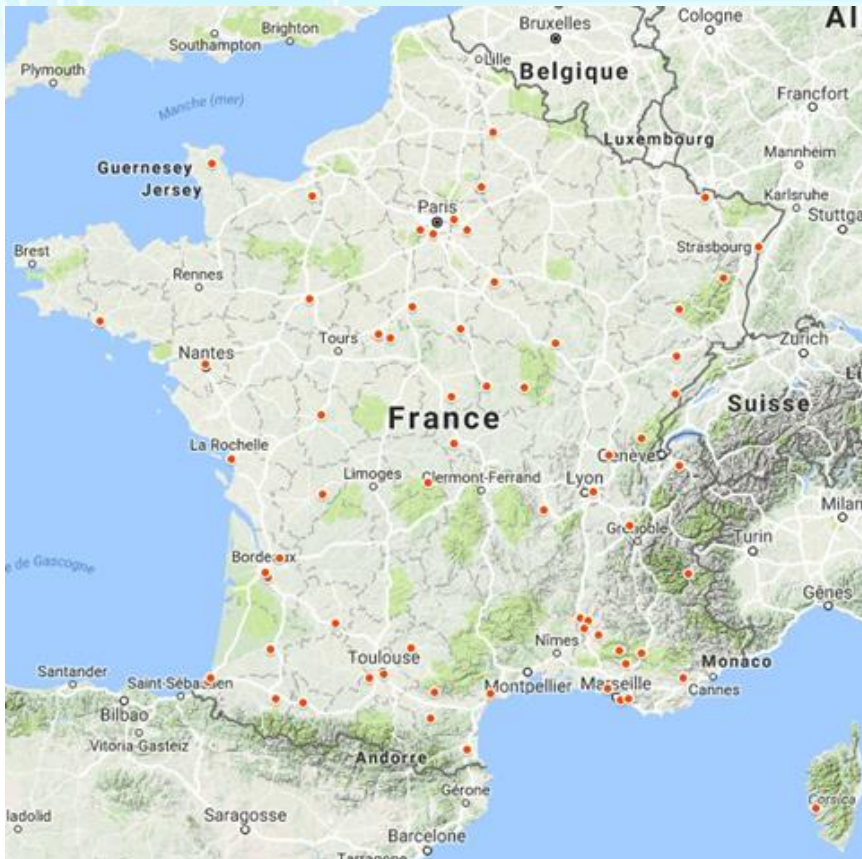 Bruxelles
Cologne
Al
Brighton
Southampton
Lille
Plymouth
Belgique
Francfort
Manche (mer)
Luxembourg
Mannheim
Guernesey
Jersey
Karlsruhe
Paris
Stuttga
Brest
Strasbourg
Rennes
Tours
Zurich
Nantes
Lie
Suisse
France
La Rochelle
Genève
Limoges
Clermont-Ferrand
Lyon
Milan
Grenoble
Turin
Bordeaux
e de Gascogne
Gênes
Nîmes
Toulouse
Monaco
Santander
Saint-Sébastien
Montpellier
Marseille
Cannes
Bilbao
Vitoria-Gasteiz
Andorre
Gérone
Corsica
ladolid
Saragosse
Barcelone
Tarragone